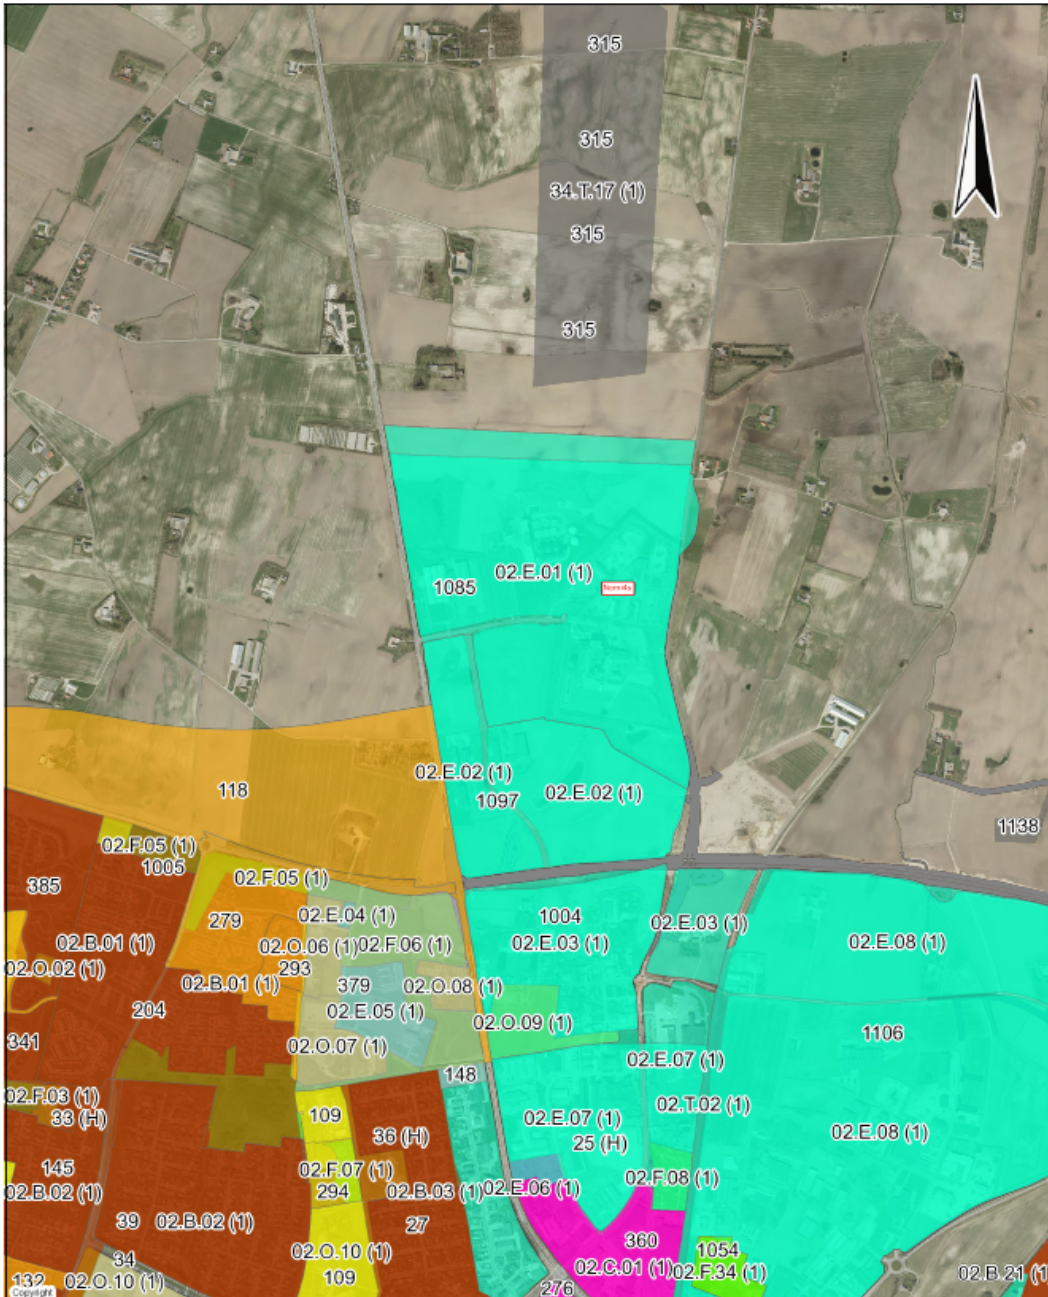 315
315
34.T.17 (1)
315
315
02.E.01 (1)
1085
02.E.02 (1)
118
02.E.02 (1)
1097
1138
02.F.05 (1)
1005
02.F.05 (1)
385
02.E.04 (1)
279
1004
02.E.03 (1)
02.B.01 (1)
02.O.06 (1)
02.F.06 (1)
02.E.03 (1)
02.E.08 (1)
02.O.02 (1)
293
02.B.01 (1)
379
02.O.08 (1)
204
02.E.05 (1)
02.O.09 (1)
1106
341
02.O.07 (1)
02.E.07 (1)
148
02.F.03 (1)
109
02.T.02 (1)
33 (H)
02.E.07 (1)
36 (H)
25 (H)
02.E.08 (1)
145
02.F.07 (1)
02.F.08 (1)
02.B.02 (1)
294
02.B.03 (1)
02.E.06 (1)
39
02.B.02 (1)
27
360
34
02.O.10 (1)
1054
132
02.O.10 (1)
109
02.C.01 (1)
02.F.34 (1)
02.B.21 (1
276
Copyright